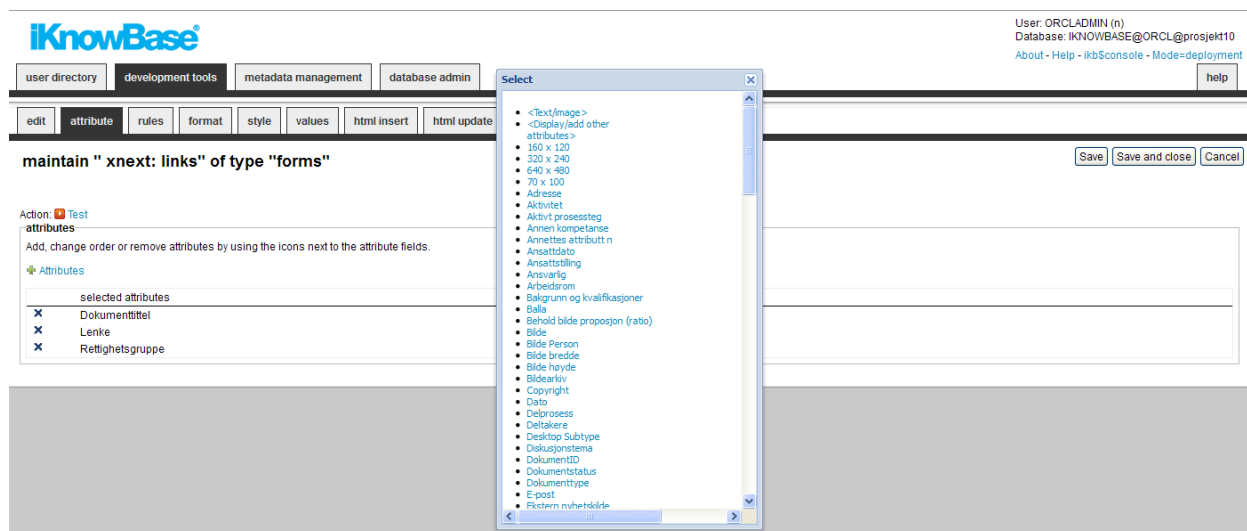 iKnowBase®
User: ORCLADMIN (n)
Database: IKNOWBASE@ORCL@prosjekt10
About - Help - ikb$console - Mode=deployment
user directory
development tools
metadata management
database admin
help
edit
attribute
rules
format
style
values
html insert
html update
maintain " xnext: links" of type "forms"
Save
Save and close
Cancel
Action: Test
attributes
Add, change order or remove attributes by using the icons next to the attribute fields.
Attributes
selected attributes
Dokumenttittel
Lenke
Rettighetsgruppe
Select
<Text/image>
<Display/add other
attributes>
160 x 120
320 x 240
640 x 480
70 x 100
Adresse
Aktivitet
Aktivt prosessteg
Annen kompetanse
Annettes attributt n
Ansattdato
Ansattstilling
Ansvarlig
Arbeidsrom
Bakgrunn og kvalifikasjoner
Balla
Behold bilde proposjon (ratio)
Bilde
Bilde Person
Bilde bredde
Bilde høyde
Bildearkiv
Copyright
Dato
Delprosess
Deltakere
Desktop Subtype
Diskusjonstema
DokumentID
Dokumentstatus
Dokumenttype
E-post
Ekstern nyhetskilde